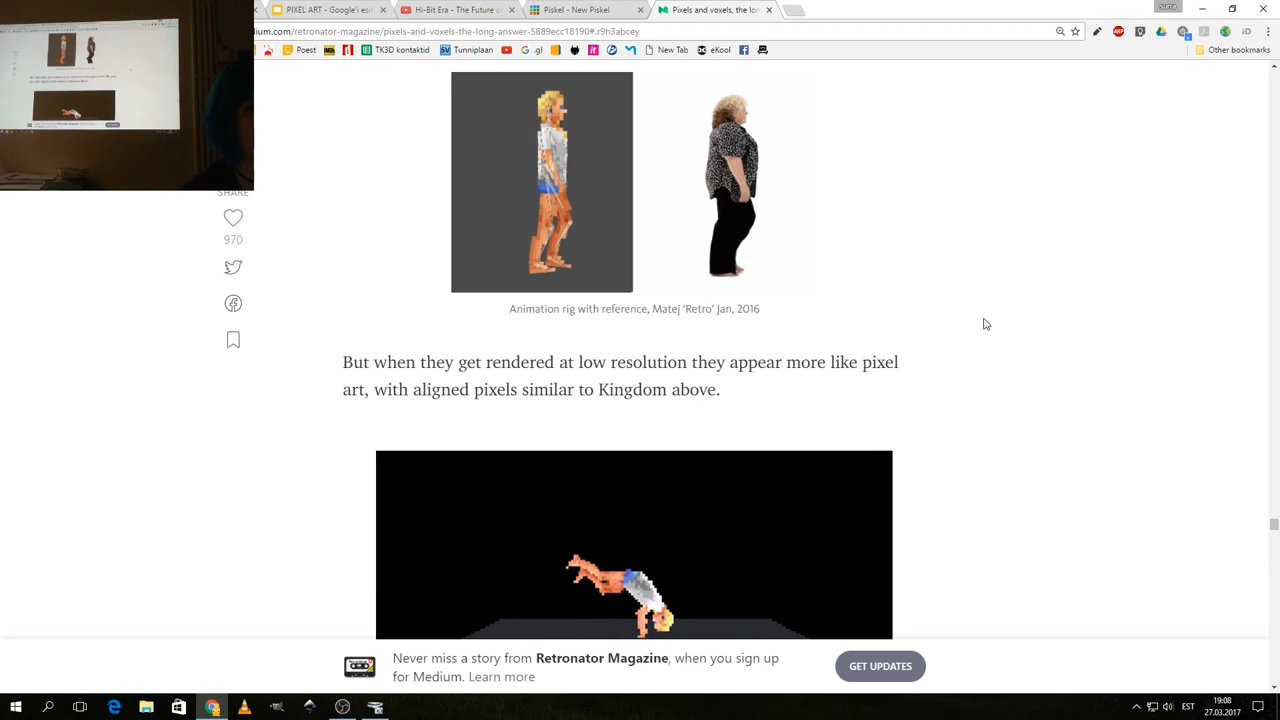 PIXEL ART - Google'i esit
Hi-Bit Era - The Future of
Piskel - New Piskel
Pixels and voxels, the lo
suma
ium.com/retronator-magazine/pixels-and-voxels-the-long-answer-5889ecc18190#.r9h3abcey
Poest
TK3D kontaktid
Tunniplaan
.gl
New Tab
eKool
Other bookmarks
SHARE
970
Animation rig with reference, Matej ‘Retro’ Jan, 2016
But when they get rendered at low resolution they appear more like pixel
art, with aligned pixels similar to Kingdom above.
Never miss a story from Retronator Magazine, when you sign up
for Medium. Learn more
GET UPDATES
EST
19:08
27.03.2017